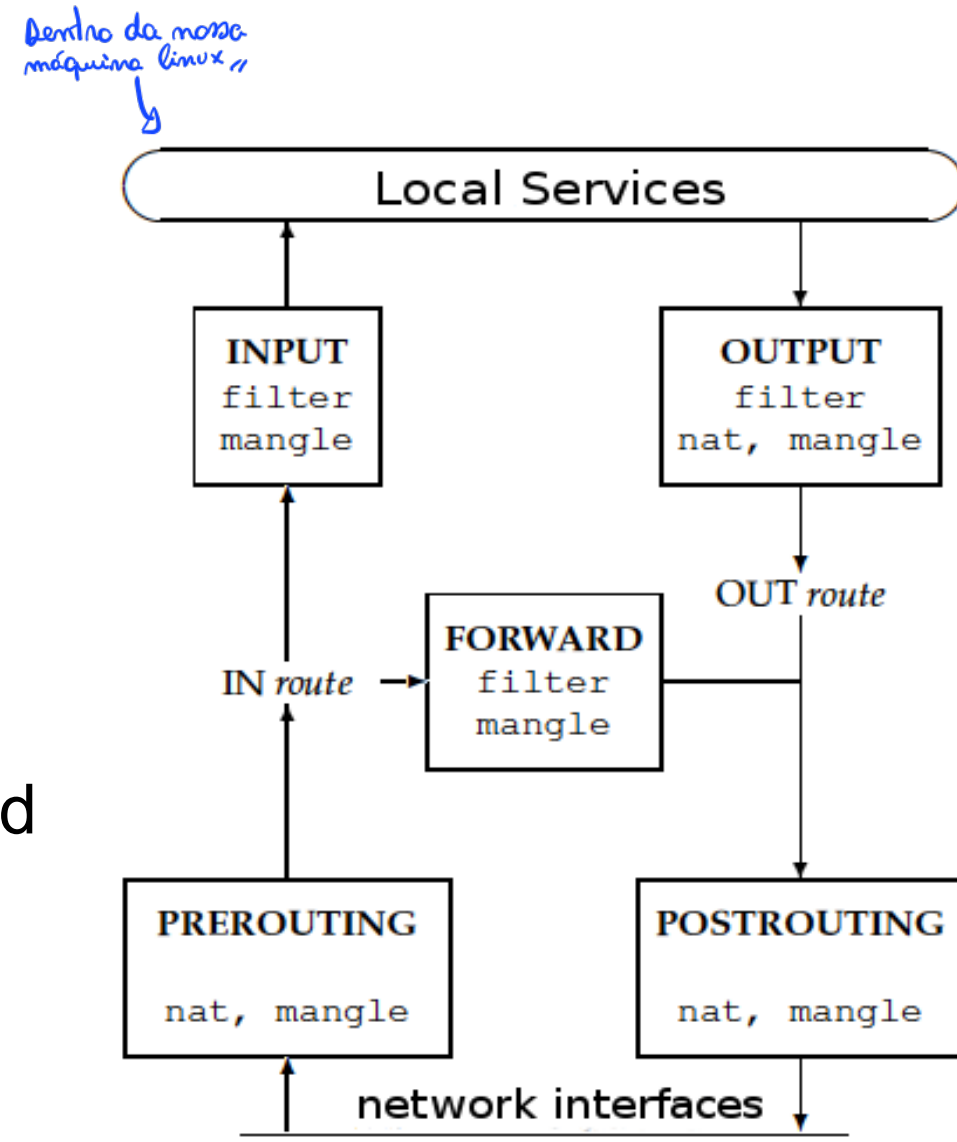 Dentro da nossa
máquina linux,,
Local Services
INPUT
filter
mangle
OUTPUT
filter
nat, mangle
OUT route
FORWARD
filter
mangle
IN route
d
PREROUTING
nat, mangle
POSTROUTING
nat, mangle
network interfaces